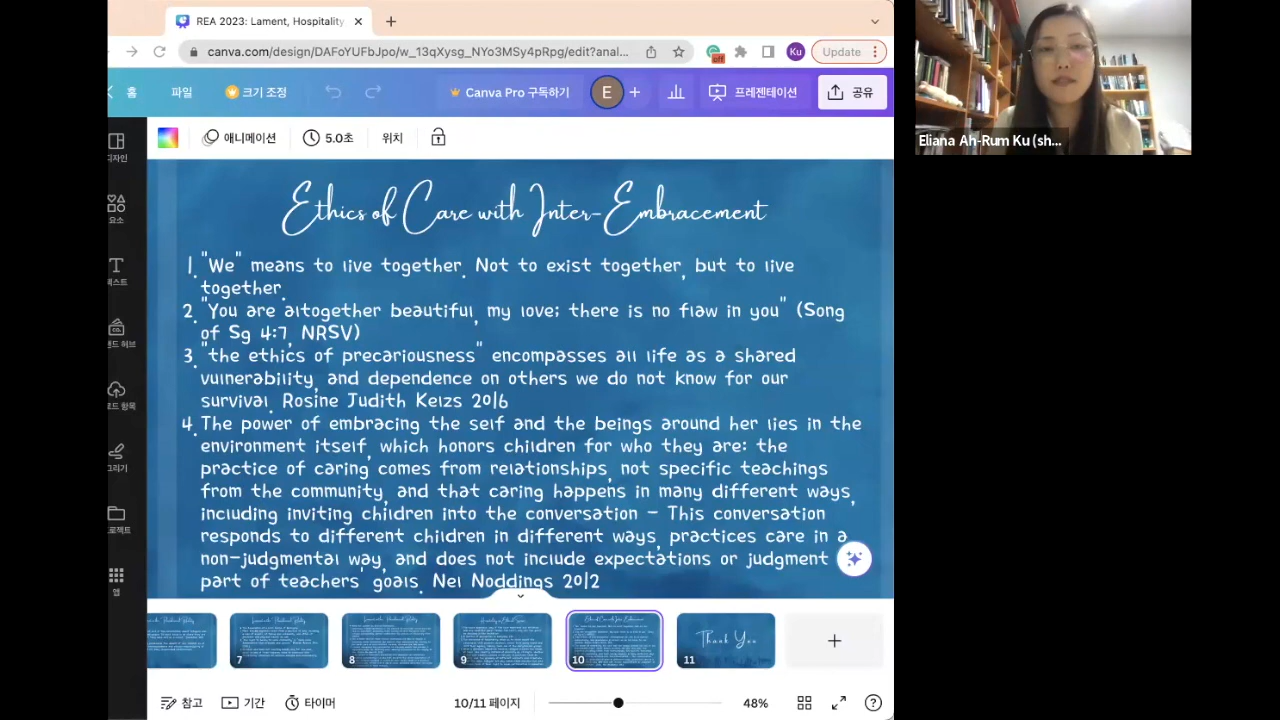 REA 2023: Lament, Hospitality
canva.com/design/DAFoYUFbJpo/w_13qXysg_NYo3MSy4pRpg/edit?anal...
off
Ku
Update
홈
파일
크기 조정
Canva Pro 구독하기
E
프레젠테이션
공유
애니메이션
5.0초
위치
디자인
요소
Eliana Ah-Rum Ku (sh...
Ethics of Care with Inter-Embracement
1. "We" means to live together. Not to exist together, but to live
together.
2. "You are altogether beautiful, my love; there is no flaw in you" (Song
of Sg 4:7, NRSV)
3. "the ethics of precariousness" encompasses all life as a shared
vulnerability, and dependence on others we do not know for our
survival. Rosine Judith Kelzs 2016
4. The power of embracing the self and the beings around her lies in the
environment itself, which honors children for who they are: the
practice of caring comes from relationships, not specific teachings
from the community, and that caring happens in many different ways,
including inviting children into the conversation - This conversation
responds to different children in different ways, practices care in a
non-judgmental way, and does not include expectations or judgment
part of teachers' goals. Nel Noddings 2012
앱
7
8
9
10
Thank You
11
참고
기간
타이머
10/11 페이지
48%